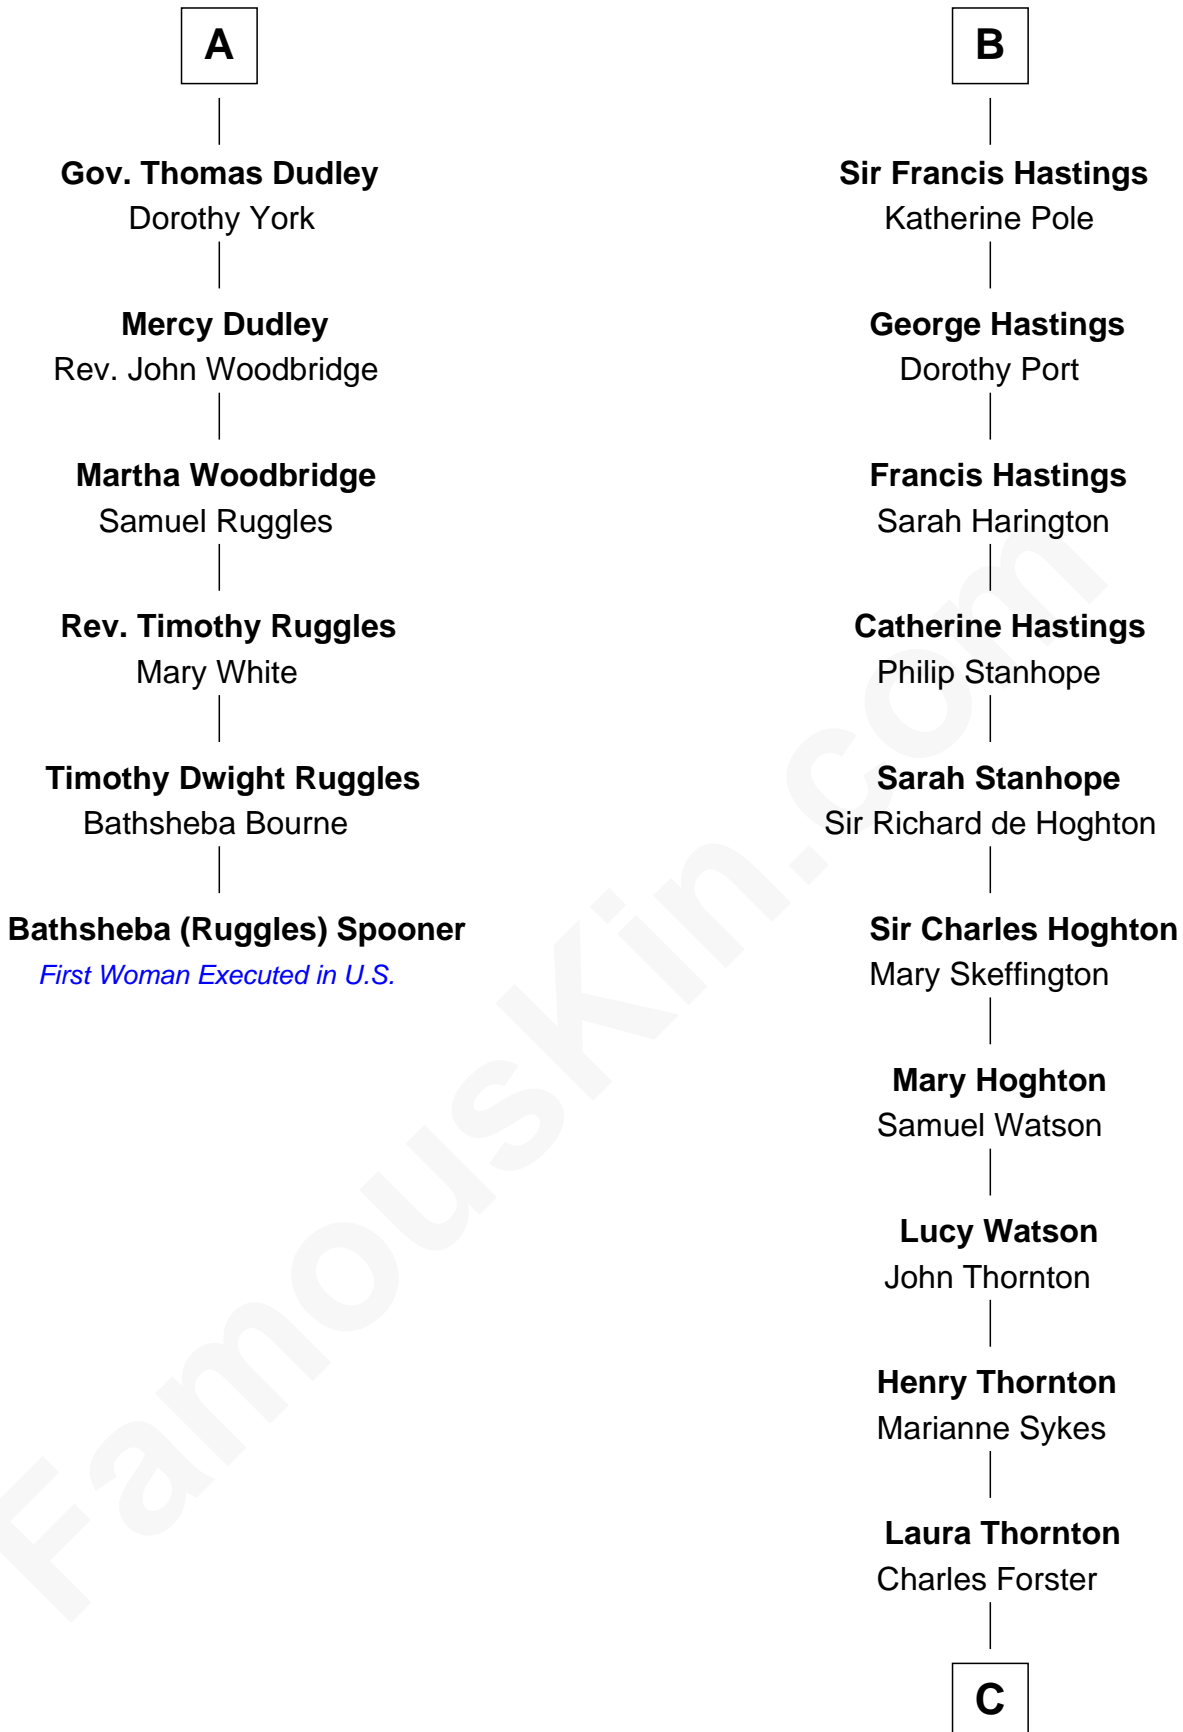 A
Gov. Thomas Dudley
Dorothy York
Mercy Dudley
Rev. John Woodbridge
Martha Woodbridge
Samuel Ruggles
Rev. Timothy Ruggles
Mary White
Timothy Dwight Ruggles
Bathsheba Bourne
Bathsheba (Ruggles) Spooner
First Woman Executed in U.S.
B
Sir Francis Hastings
Katherine Pole
George Hastings
Dorothy Port
Francis Hastings
Sarah Harington
Catherine Hastings
Philip Stanhope
Sarah Stanhope
Sir Richard de Hoghton
Sir Charles Hoghton
Mary Skeffington
Mary Hoghton
Samuel Watson
Lucy Watson
John Thornton
Henry Thornton
Marianne Sykes
Laura Thornton
Charles Forster
C
FamousKin.com